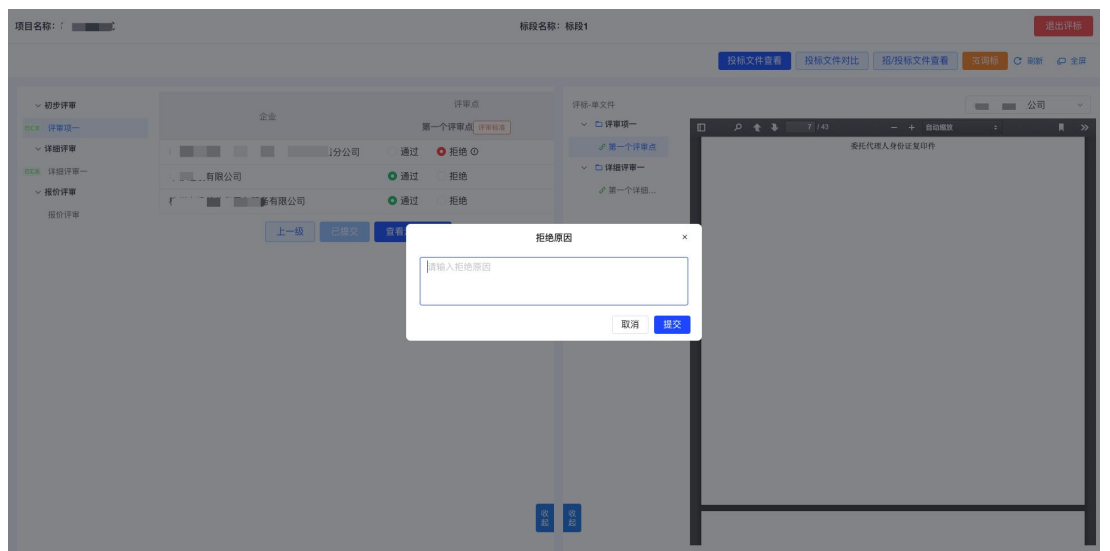 项目名称：
标段名称：标段1
退出评标
投标文件查看 投标文件对比 招/投标文件查看 刷新 全屏
初步评审
评审项一
详细评审
详细评审一
报价评审
报价评审
企业
评审点
第一个评审点 评审标准
分公司 通过 拒绝
有限公司 通过 拒绝
有限公司 通过 拒绝
上一级 已提交 查看
评标-单文件
公司
评审项一
第一个评审点
详细评审一
第一个详细...
7 / 43 自动缩放
委托代理人身份证复印件
拒绝原因
请输入拒绝原因
取消 提交
收起 收起